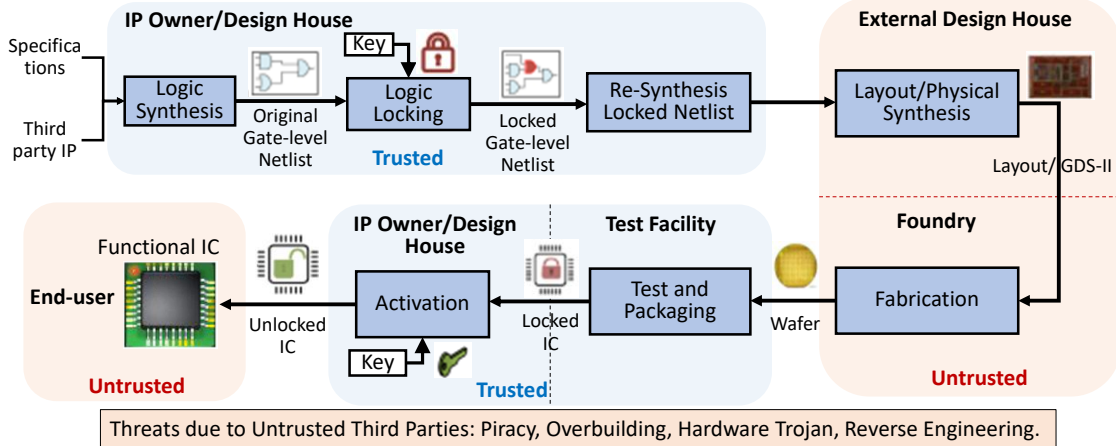 IP Owner/Design House
External Design House
Specifica
tions
Third
party IP
Logic
Synthesis
Original
Gate-level
Netlist
Key
Logic
Locking
Trusted
Locked
Gate-level
Netlist
Re-Synthesis
Locked Netlist
Layout/Physical
Synthesis
Layout/ GDS-II
IP Owner/Design
House
Test Facility
Foundry
Functional IC
End-user
Untrusted
Unlocked
IC
Activation
Key
Locked
IC
Trusted
Test and
Packaging
Wafer
Fabrication
Untrusted
Threats due to Untrusted Third Parties: Piracy, Overbuilding, Hardware Trojan, Reverse Engineering.